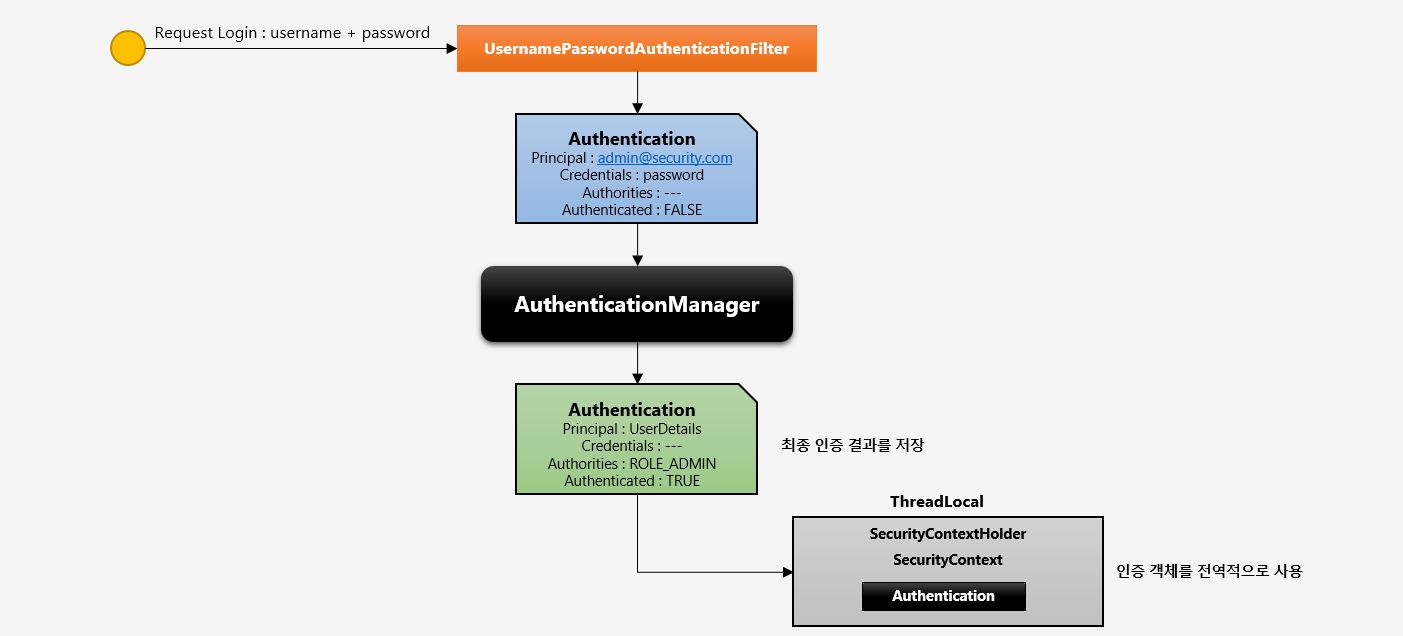 Request Login : username + password
UsernamePasswordAuthenticationFilter
Authentication
Principal : admin@security.com
Credentials : password
Authorities : ---
Authenticated : FALSE
AuthenticationManager
Authentication
Principal : UserDetails
Credentials : ---
Authorities : ROLE_ADMIN
Authenticated : TRUE
최종 인증 결과를 저장
ThreadLocal
SecurityContextHolder
SecurityContext
Authentication
인증 객체를 전역적으로 사용